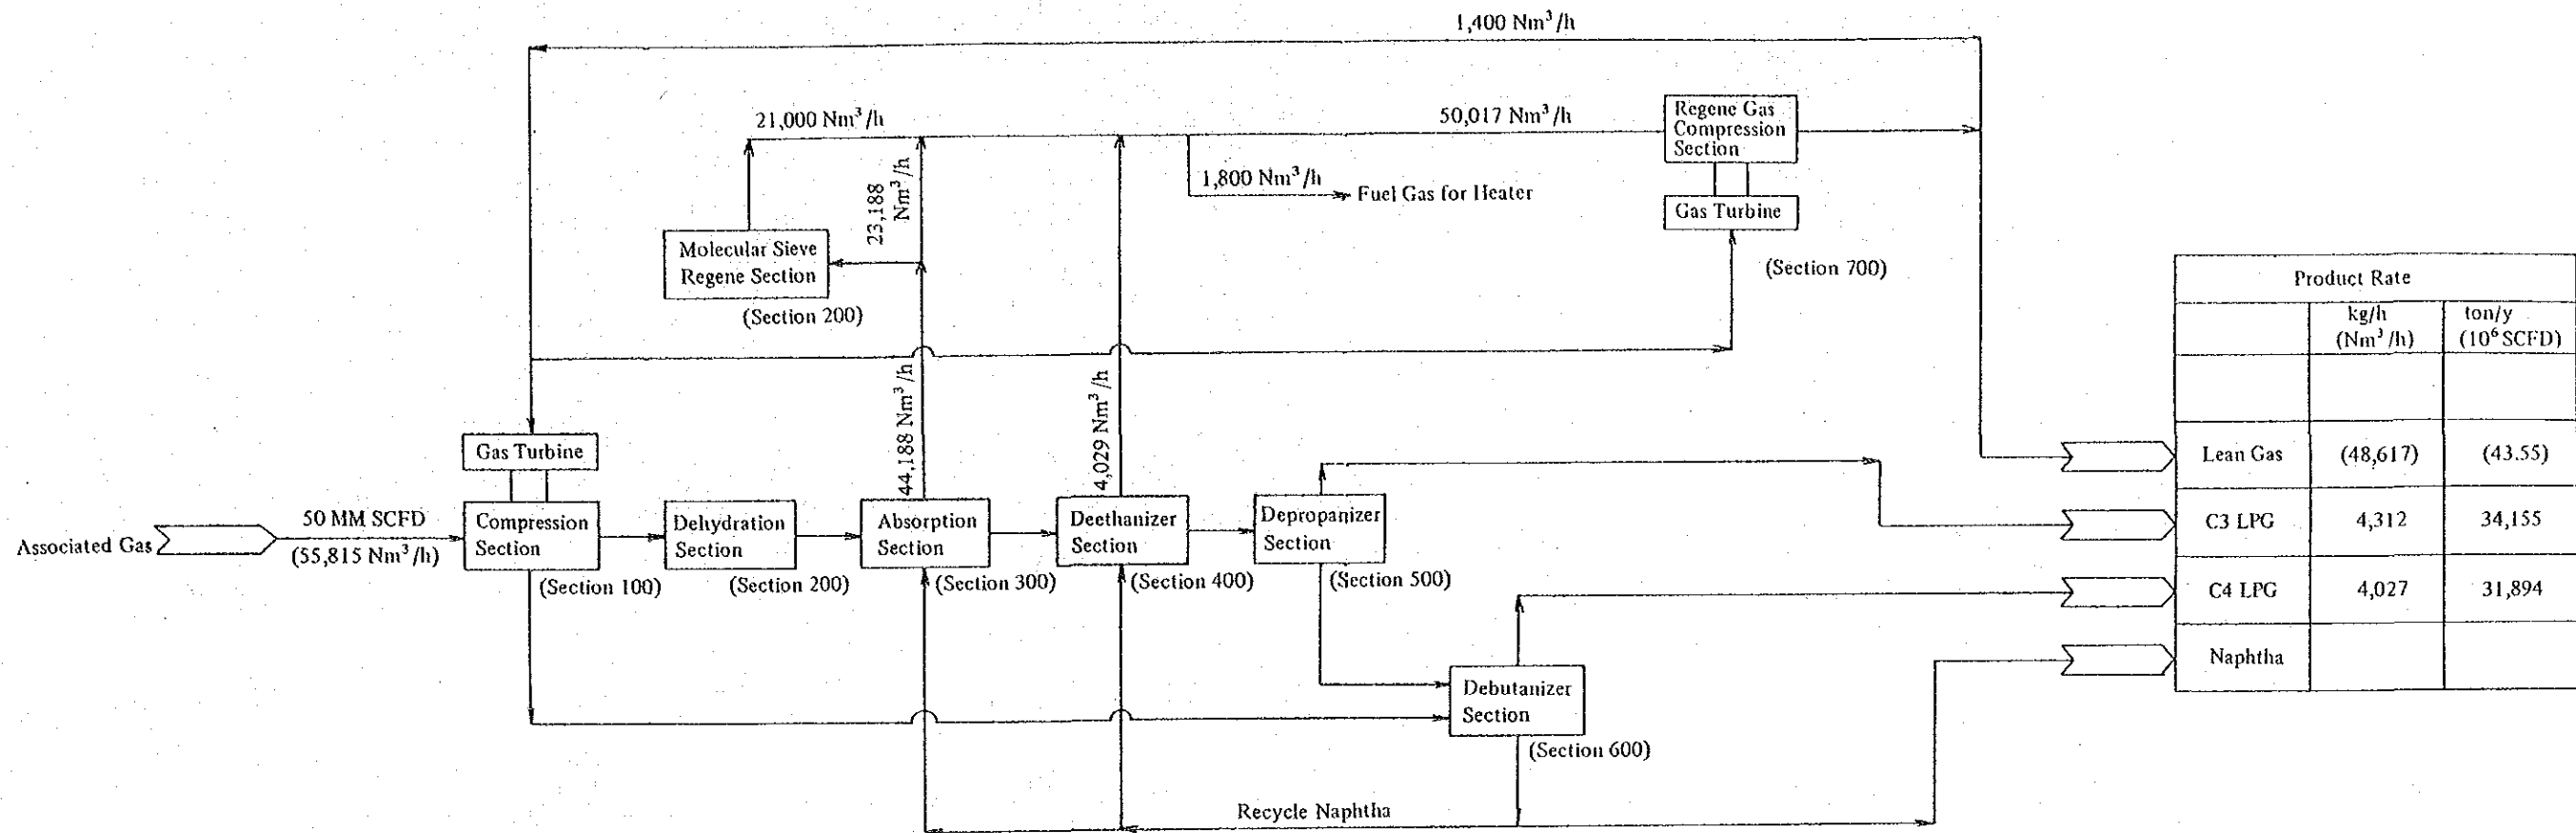 1,400 Nm³/h
21,000 Nm³/h
50,017 Nm³/h
Regene Gas
Compression
Section
23,188
Nm³/h
1,800 Nm³/h
Fuel Gas for Heater
Gas Turbine
Molecular Sieve
Regene Section
(Section 200)
(Section 700)
Product Rate
kg/h
(Nm³/h)
ton/y
(10⁶ SCFD)
44,188 Nm³/h
4,029 Nm³/h
Gas Turbine
Lean Gas
(48,617)
(43.55)
Associated Gas
50 MM SCFD
(55,815 Nm³/h)
Compression
Section
(Section 100)
Dehydration
Section
(Section 200)
Absorption
Section
(Section 300)
Deethanizer
Section
(Section 400)
Depropanizer
Section
(Section 500)
C3 LPG
4,312
34,155
C4 LPG
4,027
31,894
Naphtha
Debutanizer
Section
(Section 600)
Recycle Naphtha